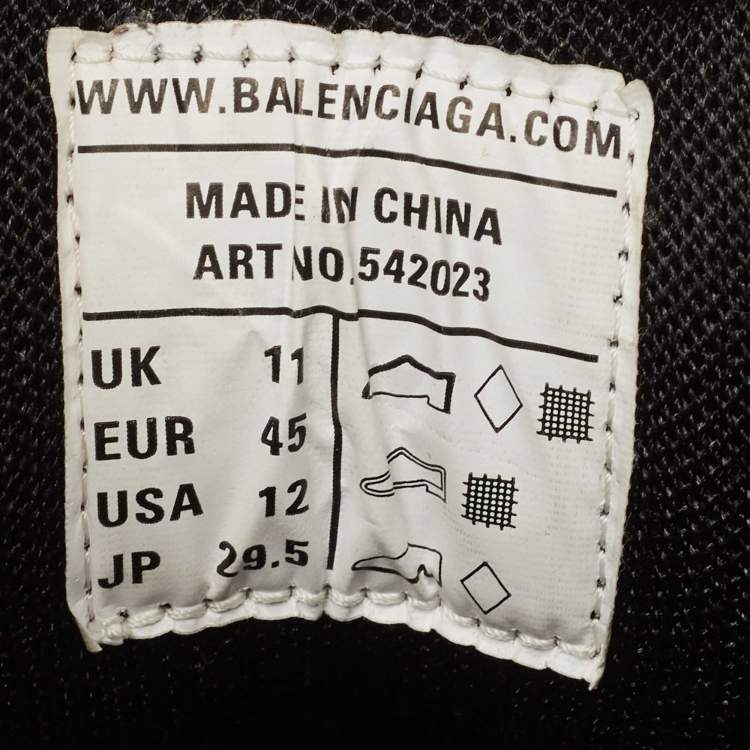 WWW.BALENCIAGA.COM
MADE IN CHINA
ART NO.542023
UK 11
EUR 45
USA 12
JP 29.5